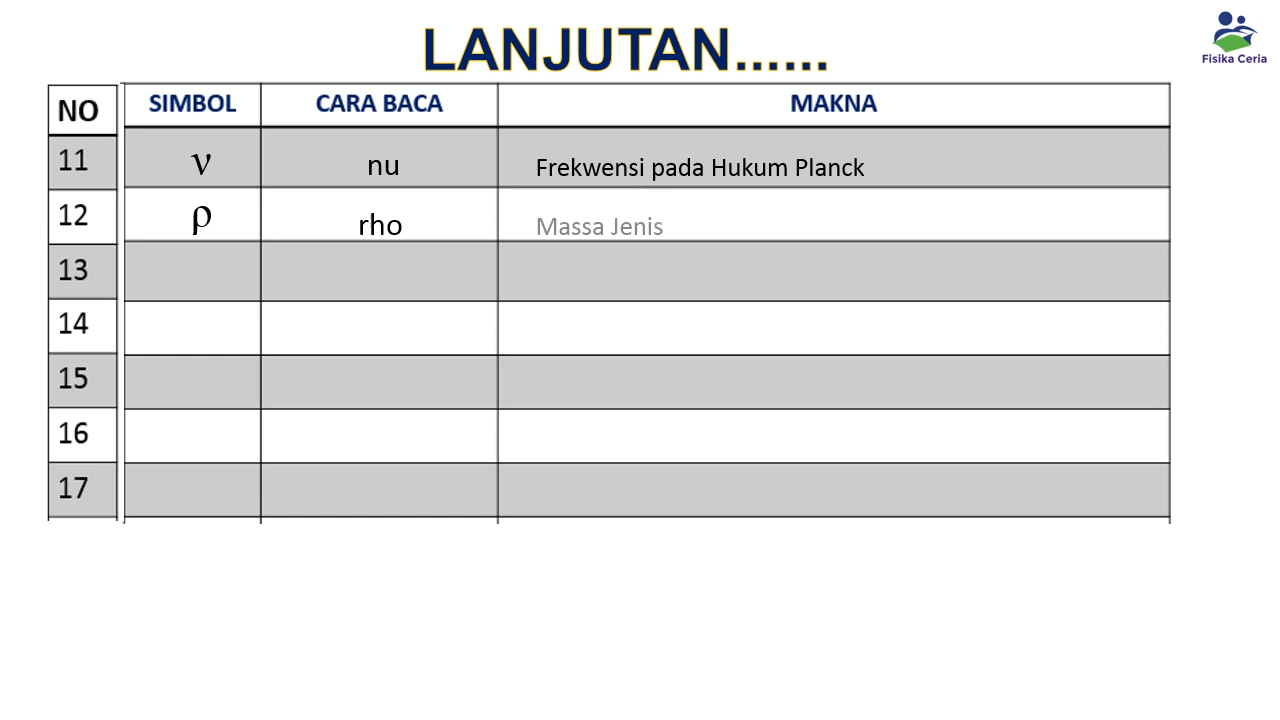 LANJUTAN......
Fisika Ceria
NO SIMBOL CARA BACA MAKNA
11 ν nu Frekwensi pada Hukum Planck
12 ρ rho Massa Jenis
13
14
15
16
17